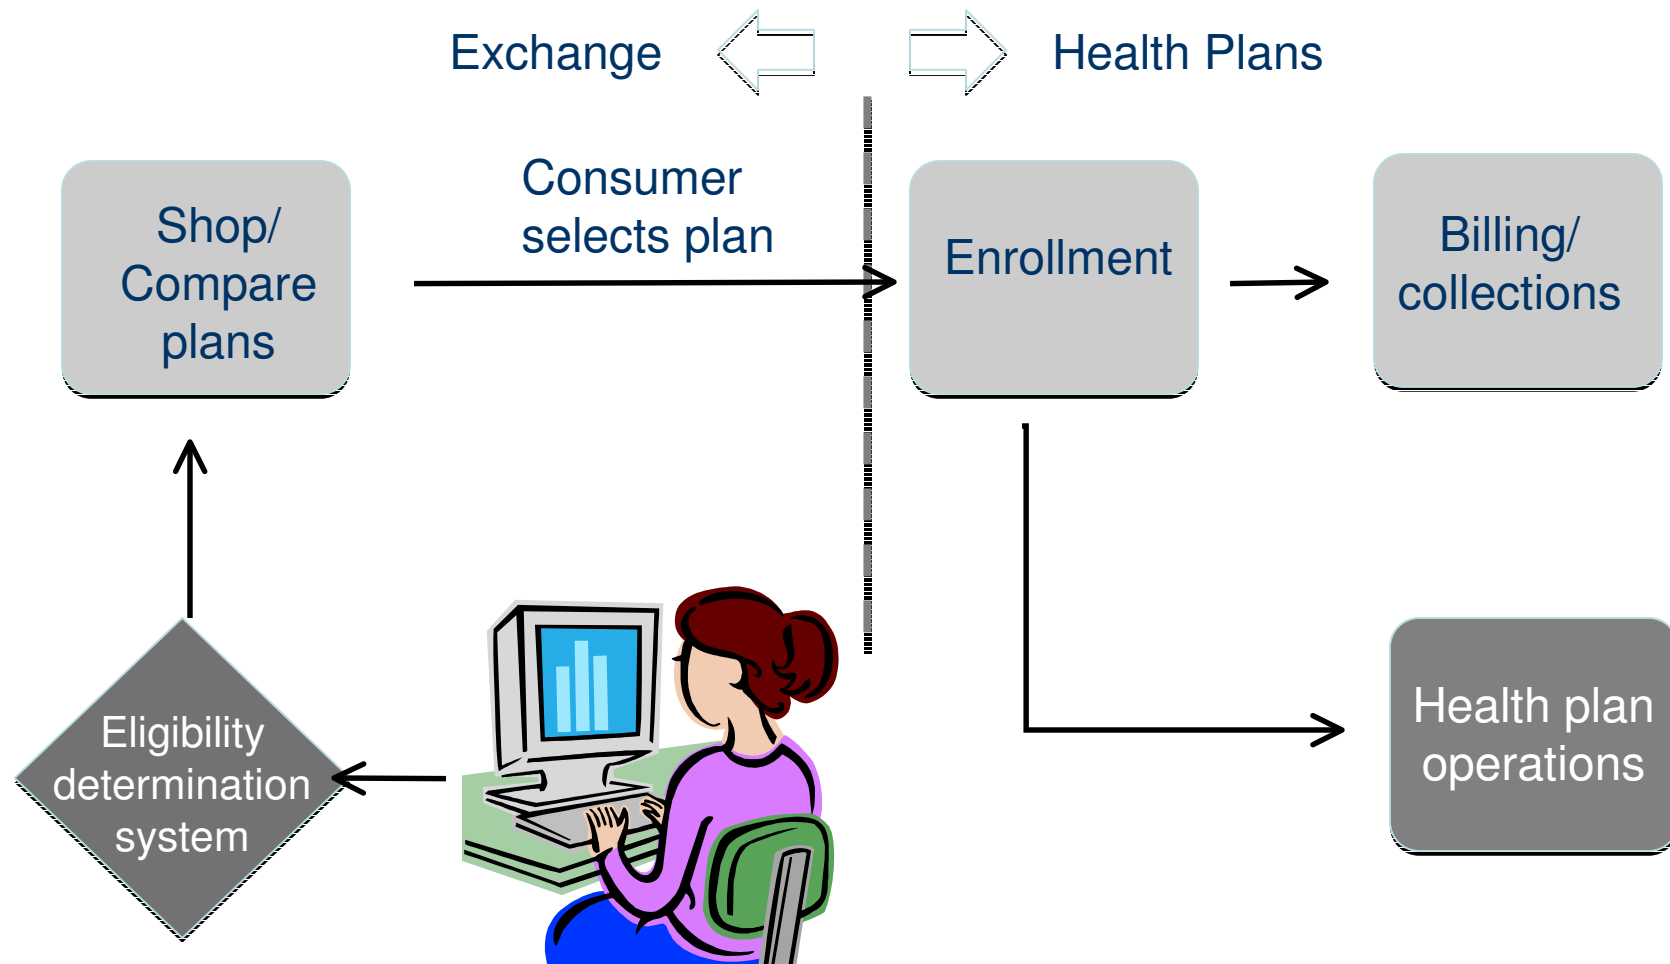 Exchange
Health Plans
Shop/
Compare
plans
Consumer
selects plan
Enrollment
Billing/
collections
Eligibility
determination
system
Health plan
operations